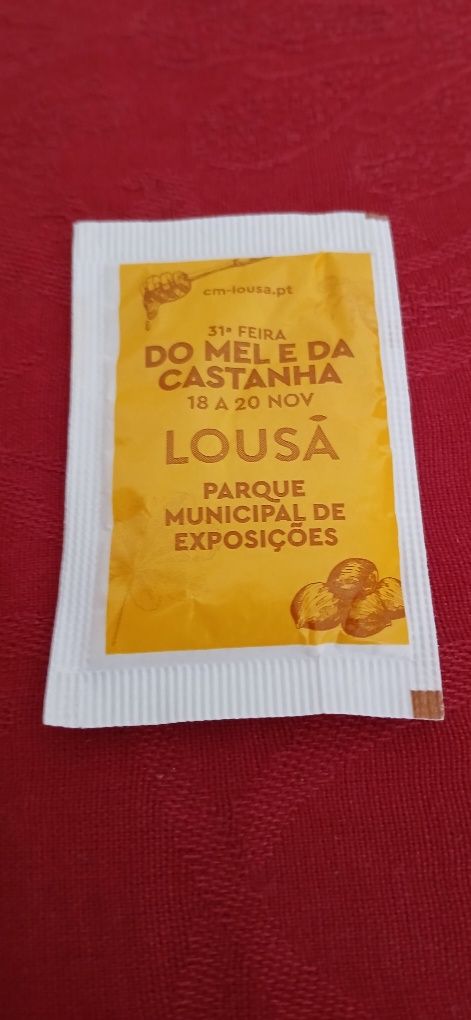 cm-lousa.pt
31ª FEIRA
DO MEL E DA
CASTANHA
18 A 20 NOV
LOUSÃ
PARQUE
MUNICIPAL DE
EXPOSIÇÕES